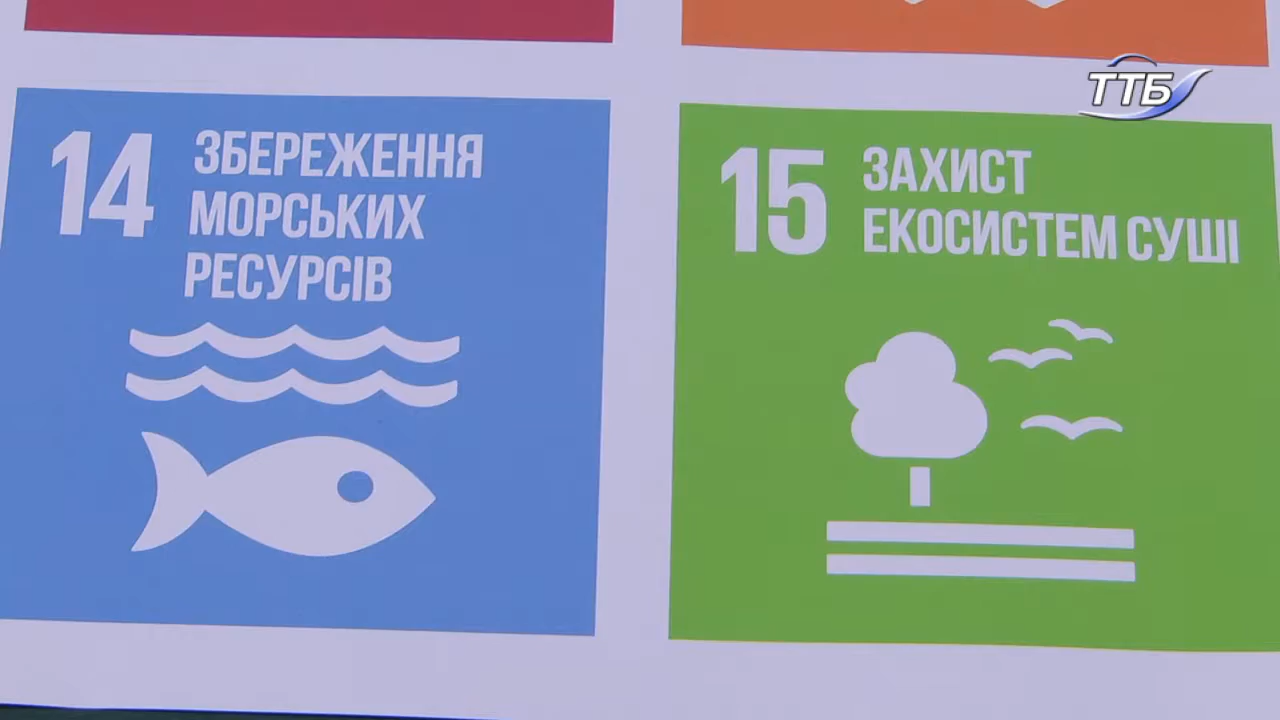 ТТБ
14
ЗБЕРЕЖЕННЯ
МОРСЬКИХ
РЕСУРСІВ
15
ЗАХИСТ
ЕКОСИСТЕМ СУШІ